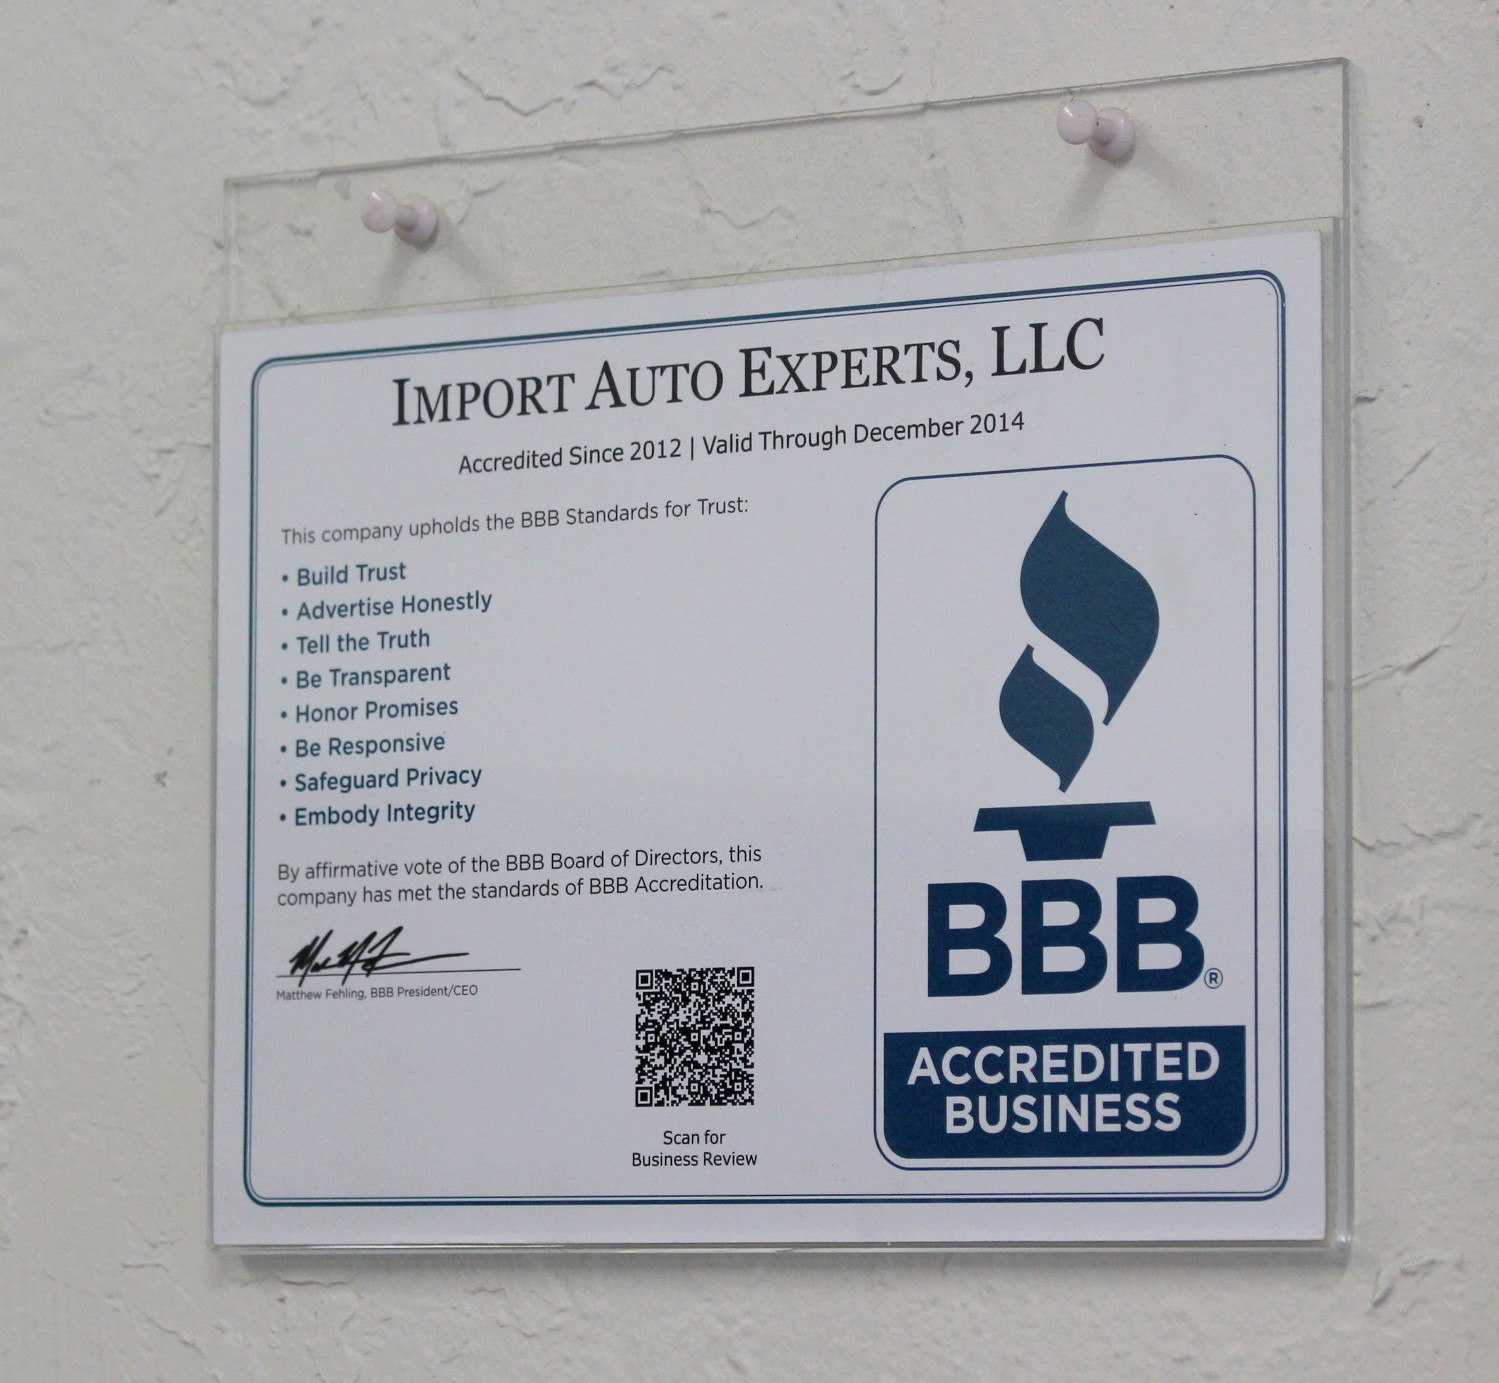 IMPORT AUTO EXPERTS, LLC
Accredited Since 2012 | Valid Through December 2014
This company upholds the BBB Standards for Trust:
• Build Trust
• Advertise Honestly
• Tell the Truth
• Be Transparent
• Honor Promises
• Be Responsive
• Safeguard Privacy
• Embody Integrity
By affirmative vote of the BBB Board of Directors, this
company has met the standards of BBB Accreditation.
Matthew Fehling, BBB President/CEO
Scan for
Business Review
BBB®
ACCREDITED
BUSINESS